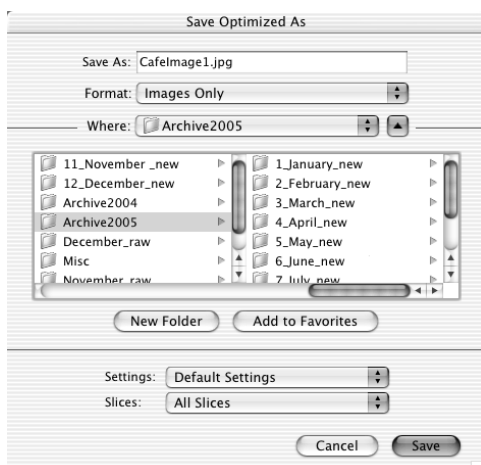 Save Optimized As
Save As: CafeImage1.jpg
Format: Images Only
Where: Archive2005
11_November _new
12_December_new
Archive2004
Archive2005
December_raw
Misc
November_raw
1_January_new
2_February_new
3_March_new
4_April_new
5_May_new
6_June_new
7_July_new
New Folder
Add to Favorites
Settings: Default Settings
Slices: All Slices
Cancel
Save